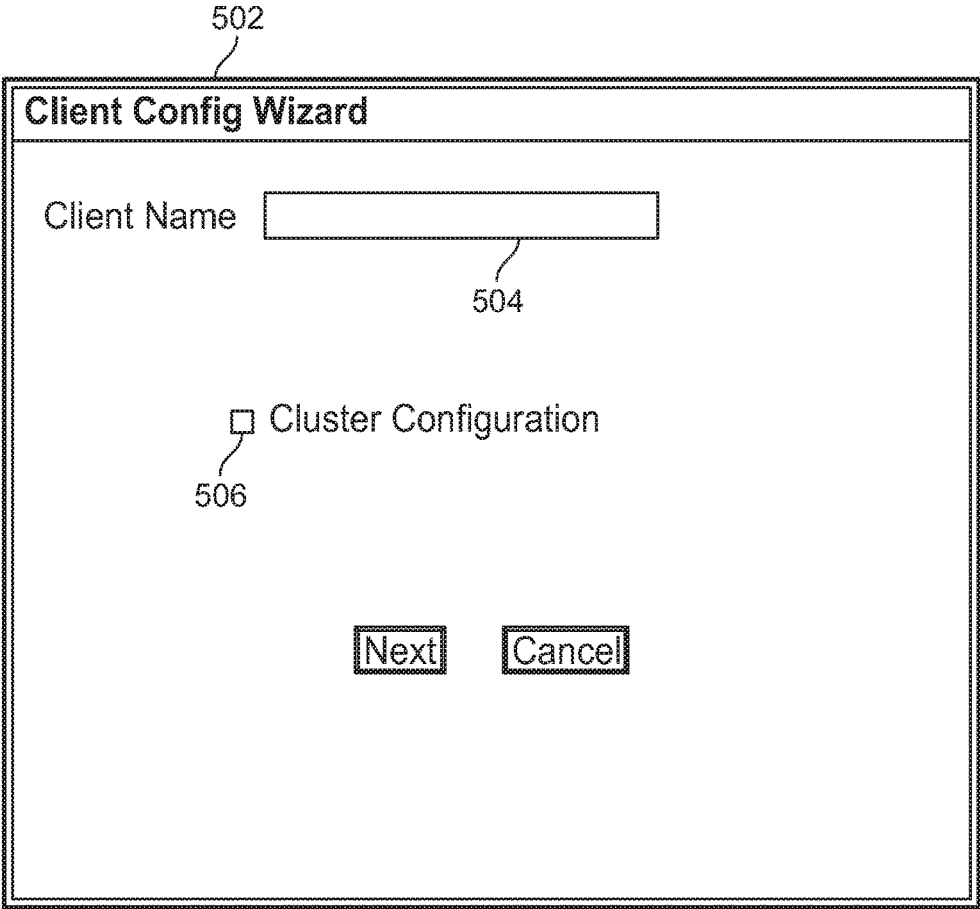 502
Client Config Wizard
Client Name
504
Cluster Configuration
506
Next Cancel